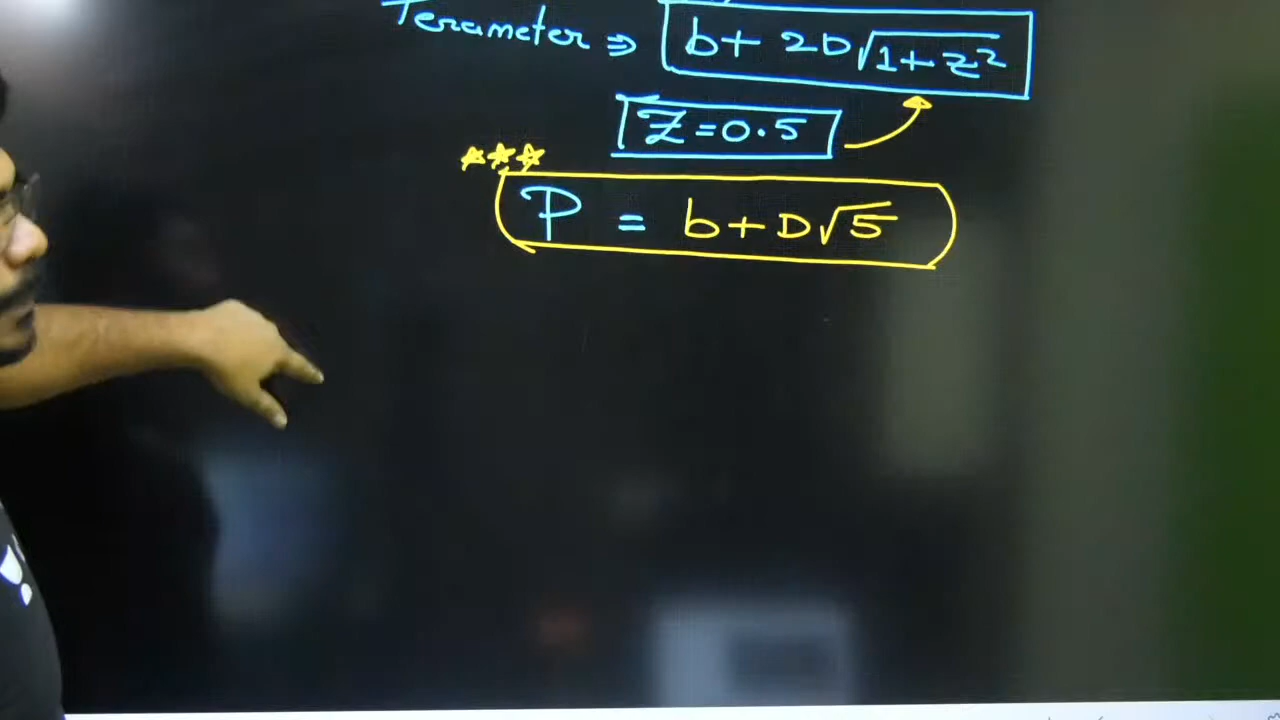 Perameter ⇒ b + 2D√1+z²
Z = 0.5
P = b + D√5